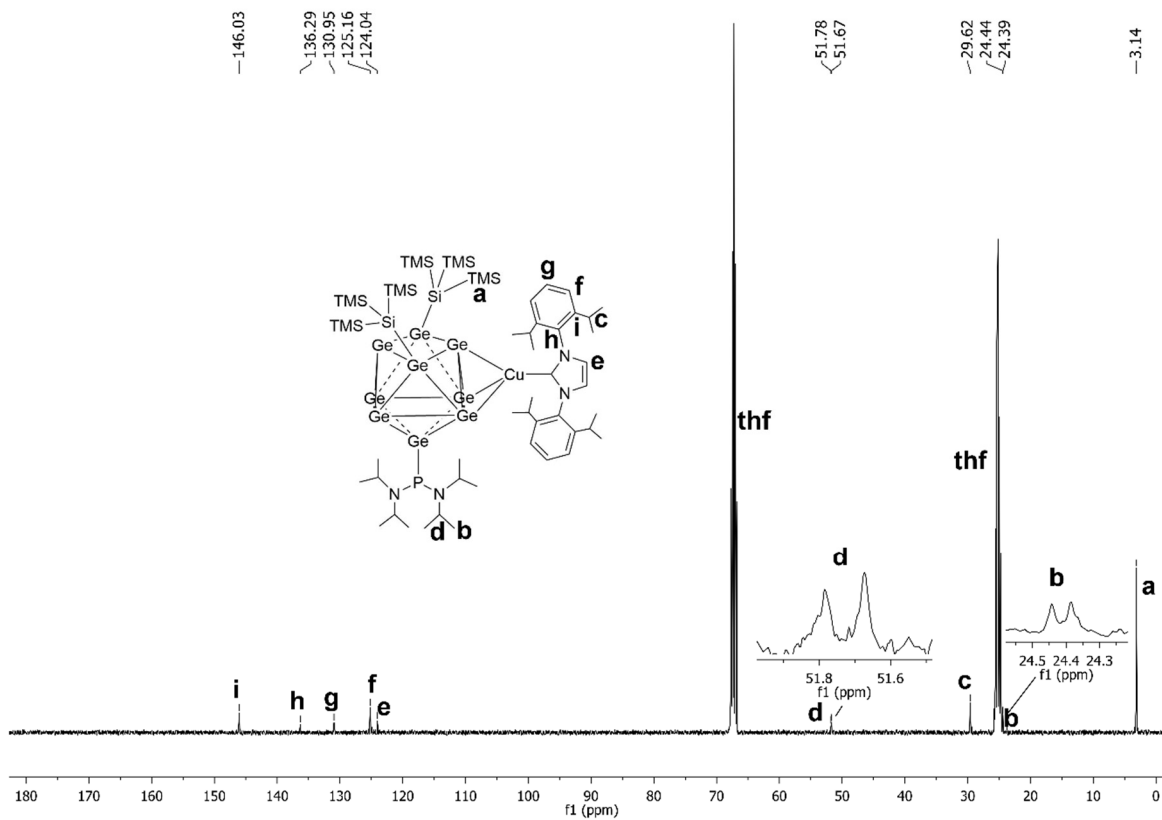 146.03
136.29
130.95
125.16
124.04
51.78
51.67
29.62
24.44
24.39
3.14
TMS TMS
TMS Si TMS
TMS a
TMS Si
Ge
Ge Ge
Ge
Ge Ge
Ge Ge
Ge
P
N N
d b
Cu
N
N
g
f
c
i
h
e
thf
thf
d
51.8 51.6
f1 (ppm)
b
24.5 24.4 24.3
f1 (ppm)
a
i
h
g
f
e
d
c
b
180 170 160 150 140 130 120 110 100 90 80 70 60 50 40 30 20 10 0
f1 (ppm)